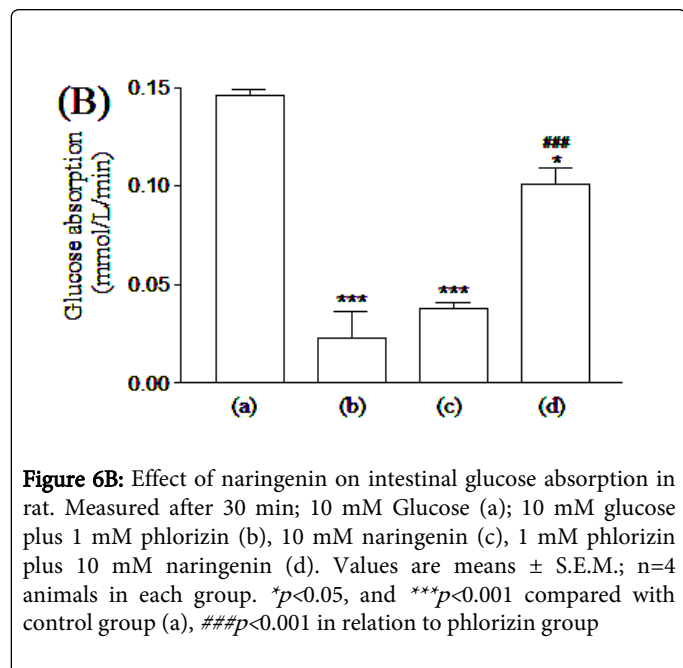 (B)
Glucose absorption
(mmol/L/min)
0.15
0.10
0.05
0.00
***
***
###
*
(a)
(b)
(c)
(d)
Figure 6B: Effect of naringenin on intestinal glucose absorption in
rat. Measured after 30 min; 10 mM Glucose (a); 10 mM glucose
plus 1 mM phlorizin (b), 10 mM naringenin (c), 1 mM phlorizin
plus 10 mM naringenin (d). Values are means ± S.E.M.; n=4
animals in each group. *p<0.05, and ***p<0.001 compared with
control group (a), ###p<0.001 in relation to phlorizin group